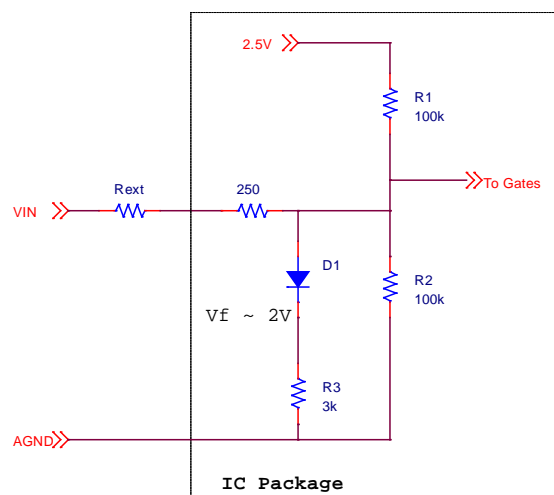 2.5V
R1
100k
To Gates
Rext
250
VIN
D1
R2
100k
Vf ~ 2V
R3
3k
AGND
IC Package